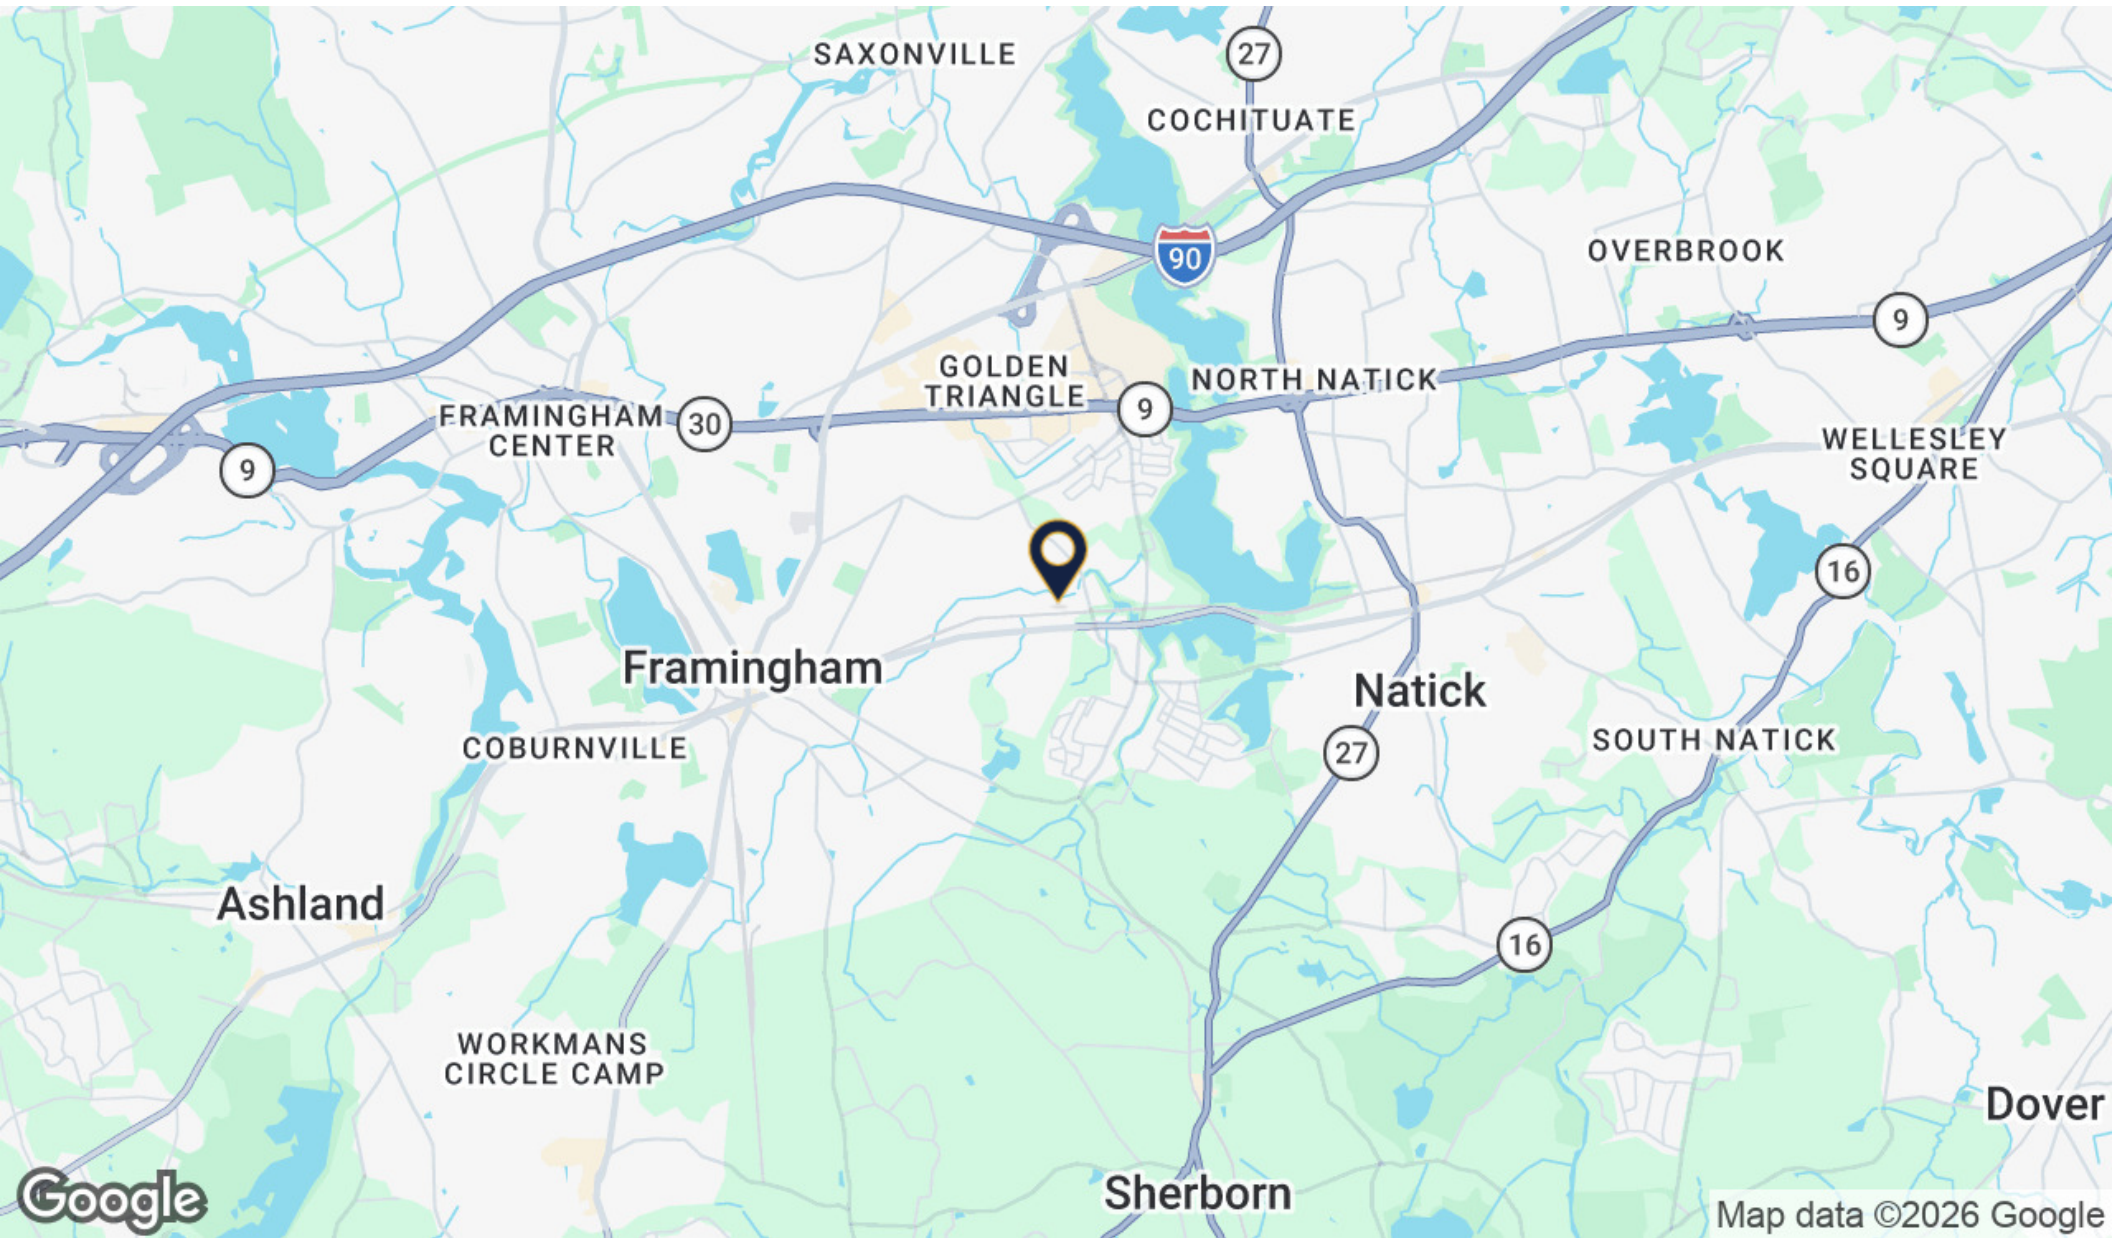 SAXONVILLE
27
COCHITUATE
90
OVERBROOK
9
GOLDEN
TRIANGLE
NORTH NATICK
9
FRAMINGHAM
CENTER
30
9
WELLESLEY
SQUARE
16
Framingham
Natick
COBURNVILLE
27
SOUTH NATICK
Ashland
16
WORKMANS
CIRCLE CAMP
Dover
Sherborn
Google
Map data ©2026 Google